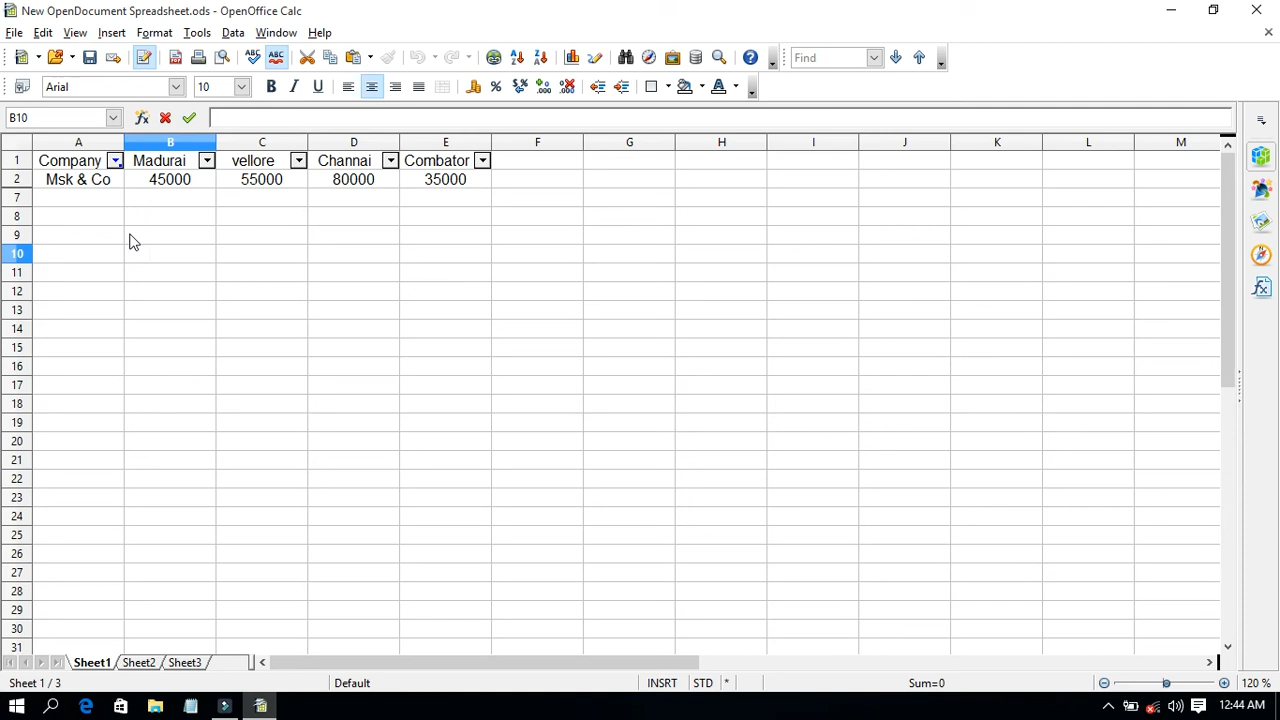 New OpenDocument Spreadsheet.ods - OpenOffice Calc
File Edit View Insert Format Tools Data Window Help
ABC ABC Find
Arial 10 B I U A
B10
A B C D E F G H I J K L M
1 Company Madurai vellore Channai Combator
2 Msk & Co 45000 55000 80000 35000
7
8
9
10
11
12
13
14
15
16
17
18
19
20
21
22
23
24
25
26
27
28
29
30
31
Sheet1 Sheet2 Sheet3
Sheet 1 / 3 Default INSRT STD * Sum=0 120 %
12:44 AM